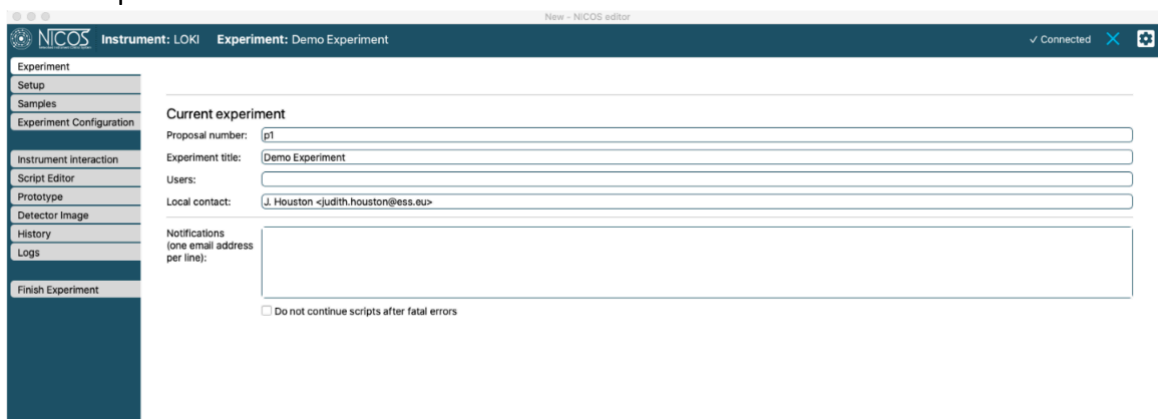 New - NICOS editor
NICOS Instrument: LOKI Experiment: Demo Experiment ✓ Connected
Experiment
Setup
Samples
Experiment Configuration
Instrument interaction
Script Editor
Prototype
Detector Image
History
Logs
Finish Experiment
Current experiment
Proposal number: p1
Experiment title: Demo Experiment
Users:
Local contact: J. Houston <judith.houston@ess.eu>
Notifications
(one email address
per line):
Do not continue scripts after fatal errors